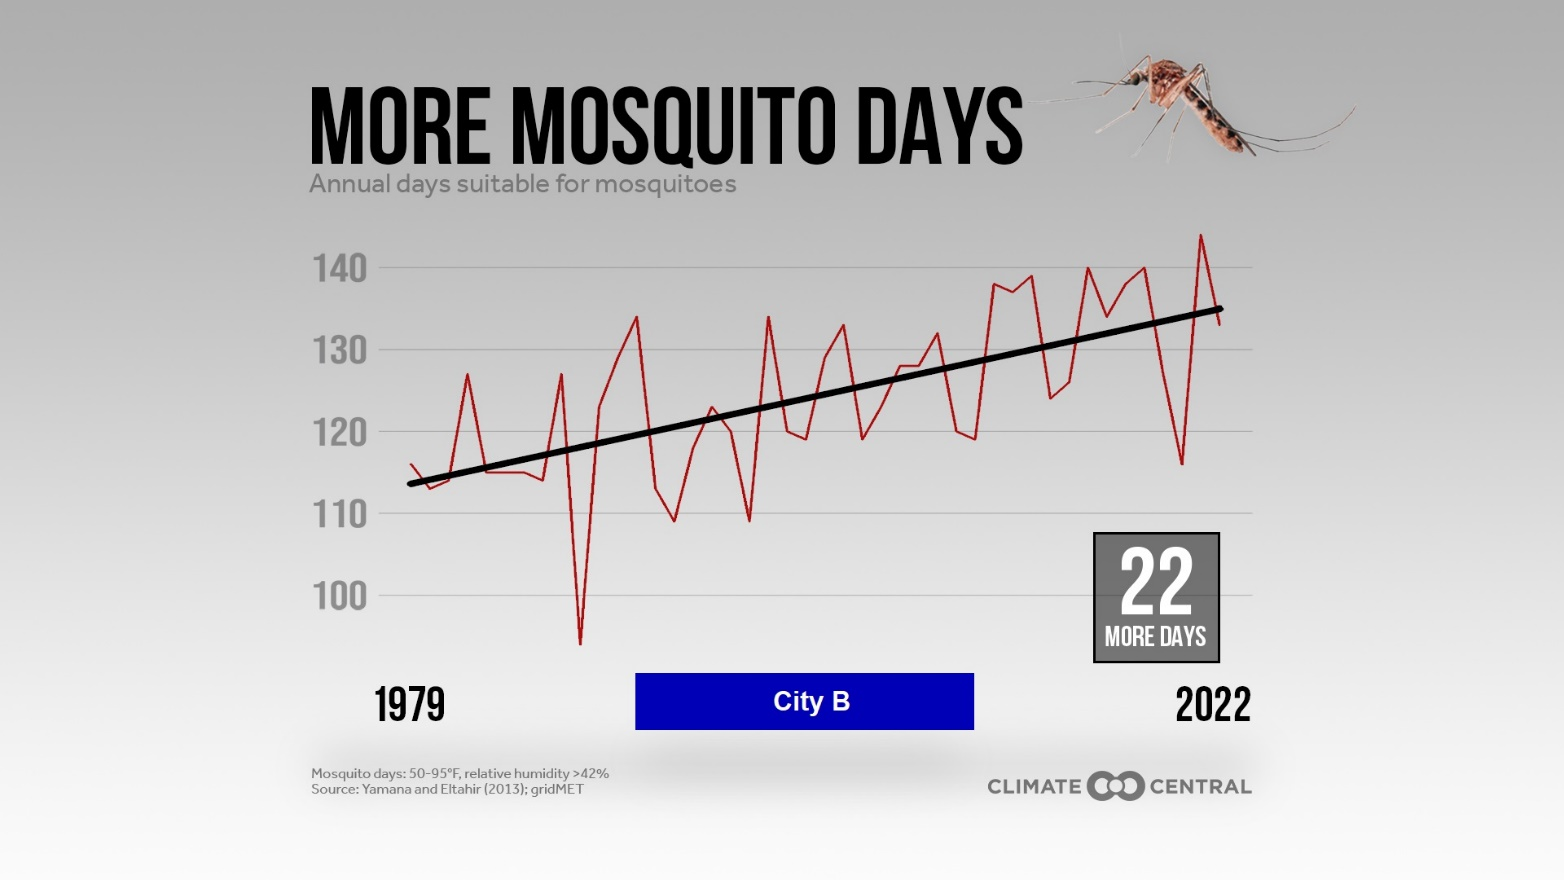 MORE MOSQUITO DAYS
Annual days suitable for mosquitoes
140
130
120
110
100
22
MORE DAYS
1979
City B
2022
Mosquito days: 50-95°F, relative humidity >42%
Source: Yamana and Eltahir (2013); gridMET
CLIMATE CENTRAL